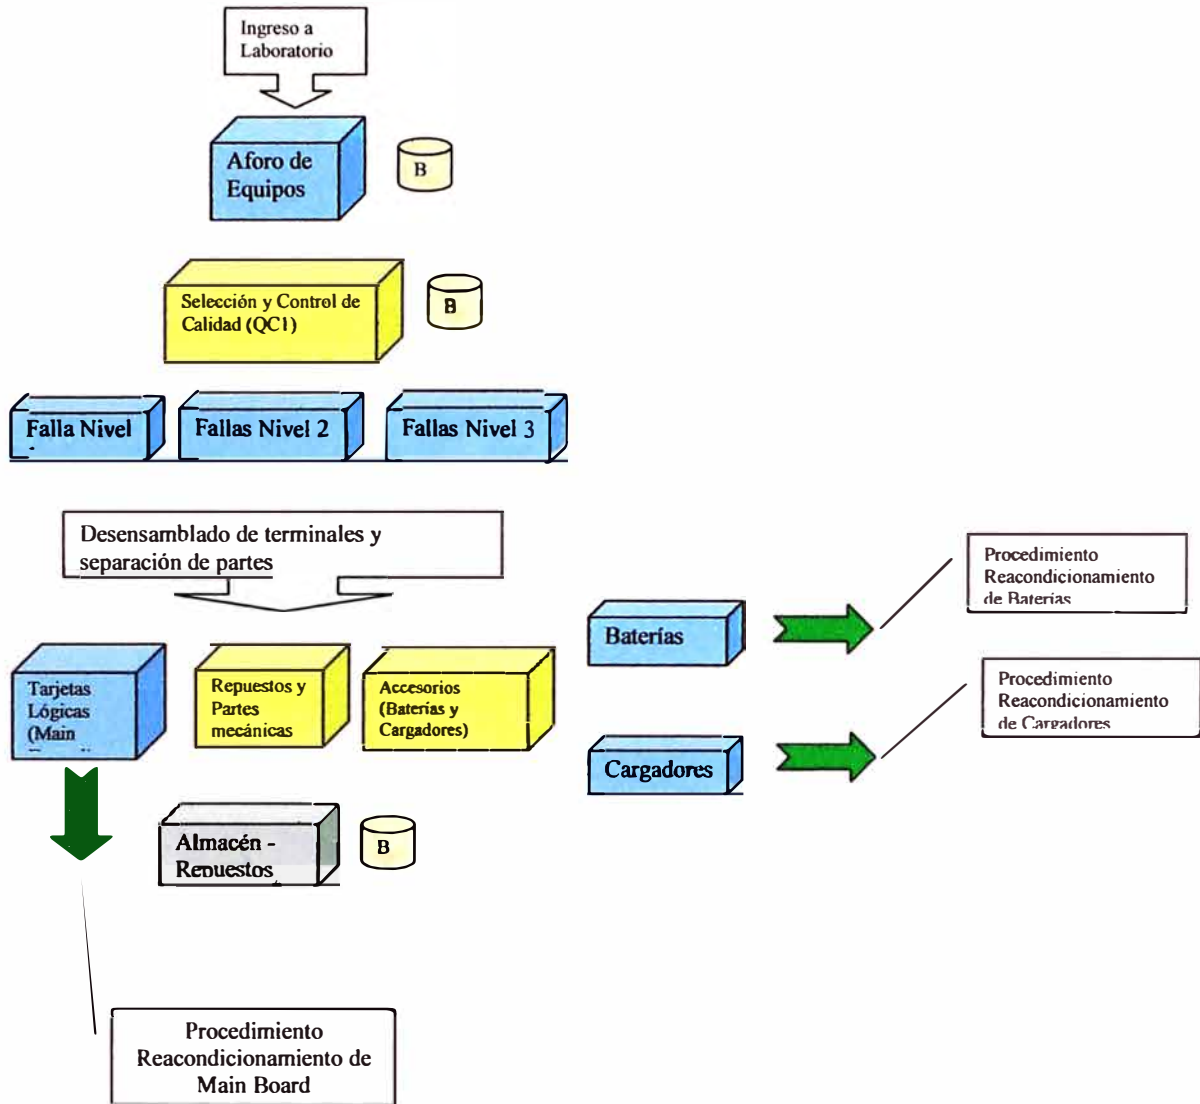 Ingreso a
Laboratorio
Aforo de
Equipos
B
Selección y Control de
Calidad (QC1)
B
Falla Nivel
Fallas Nivel 2
Fallas Nivel 3
Desensamblado de terminales y
separación de partes
Procedimiento
Reacondicionamiento
de Baterías
Baterías
Tarjetas
Lógicas
(Main
Repuestos y
Partes
mecánicas
Accesorios
(Baterías y
Cargadores)
Procedimiento
Reacondicionamiento
de Cargadores
Cargadores
Almacén -
Repuestos
B
Procedimiento
Reacondicionamiento de
Main Board